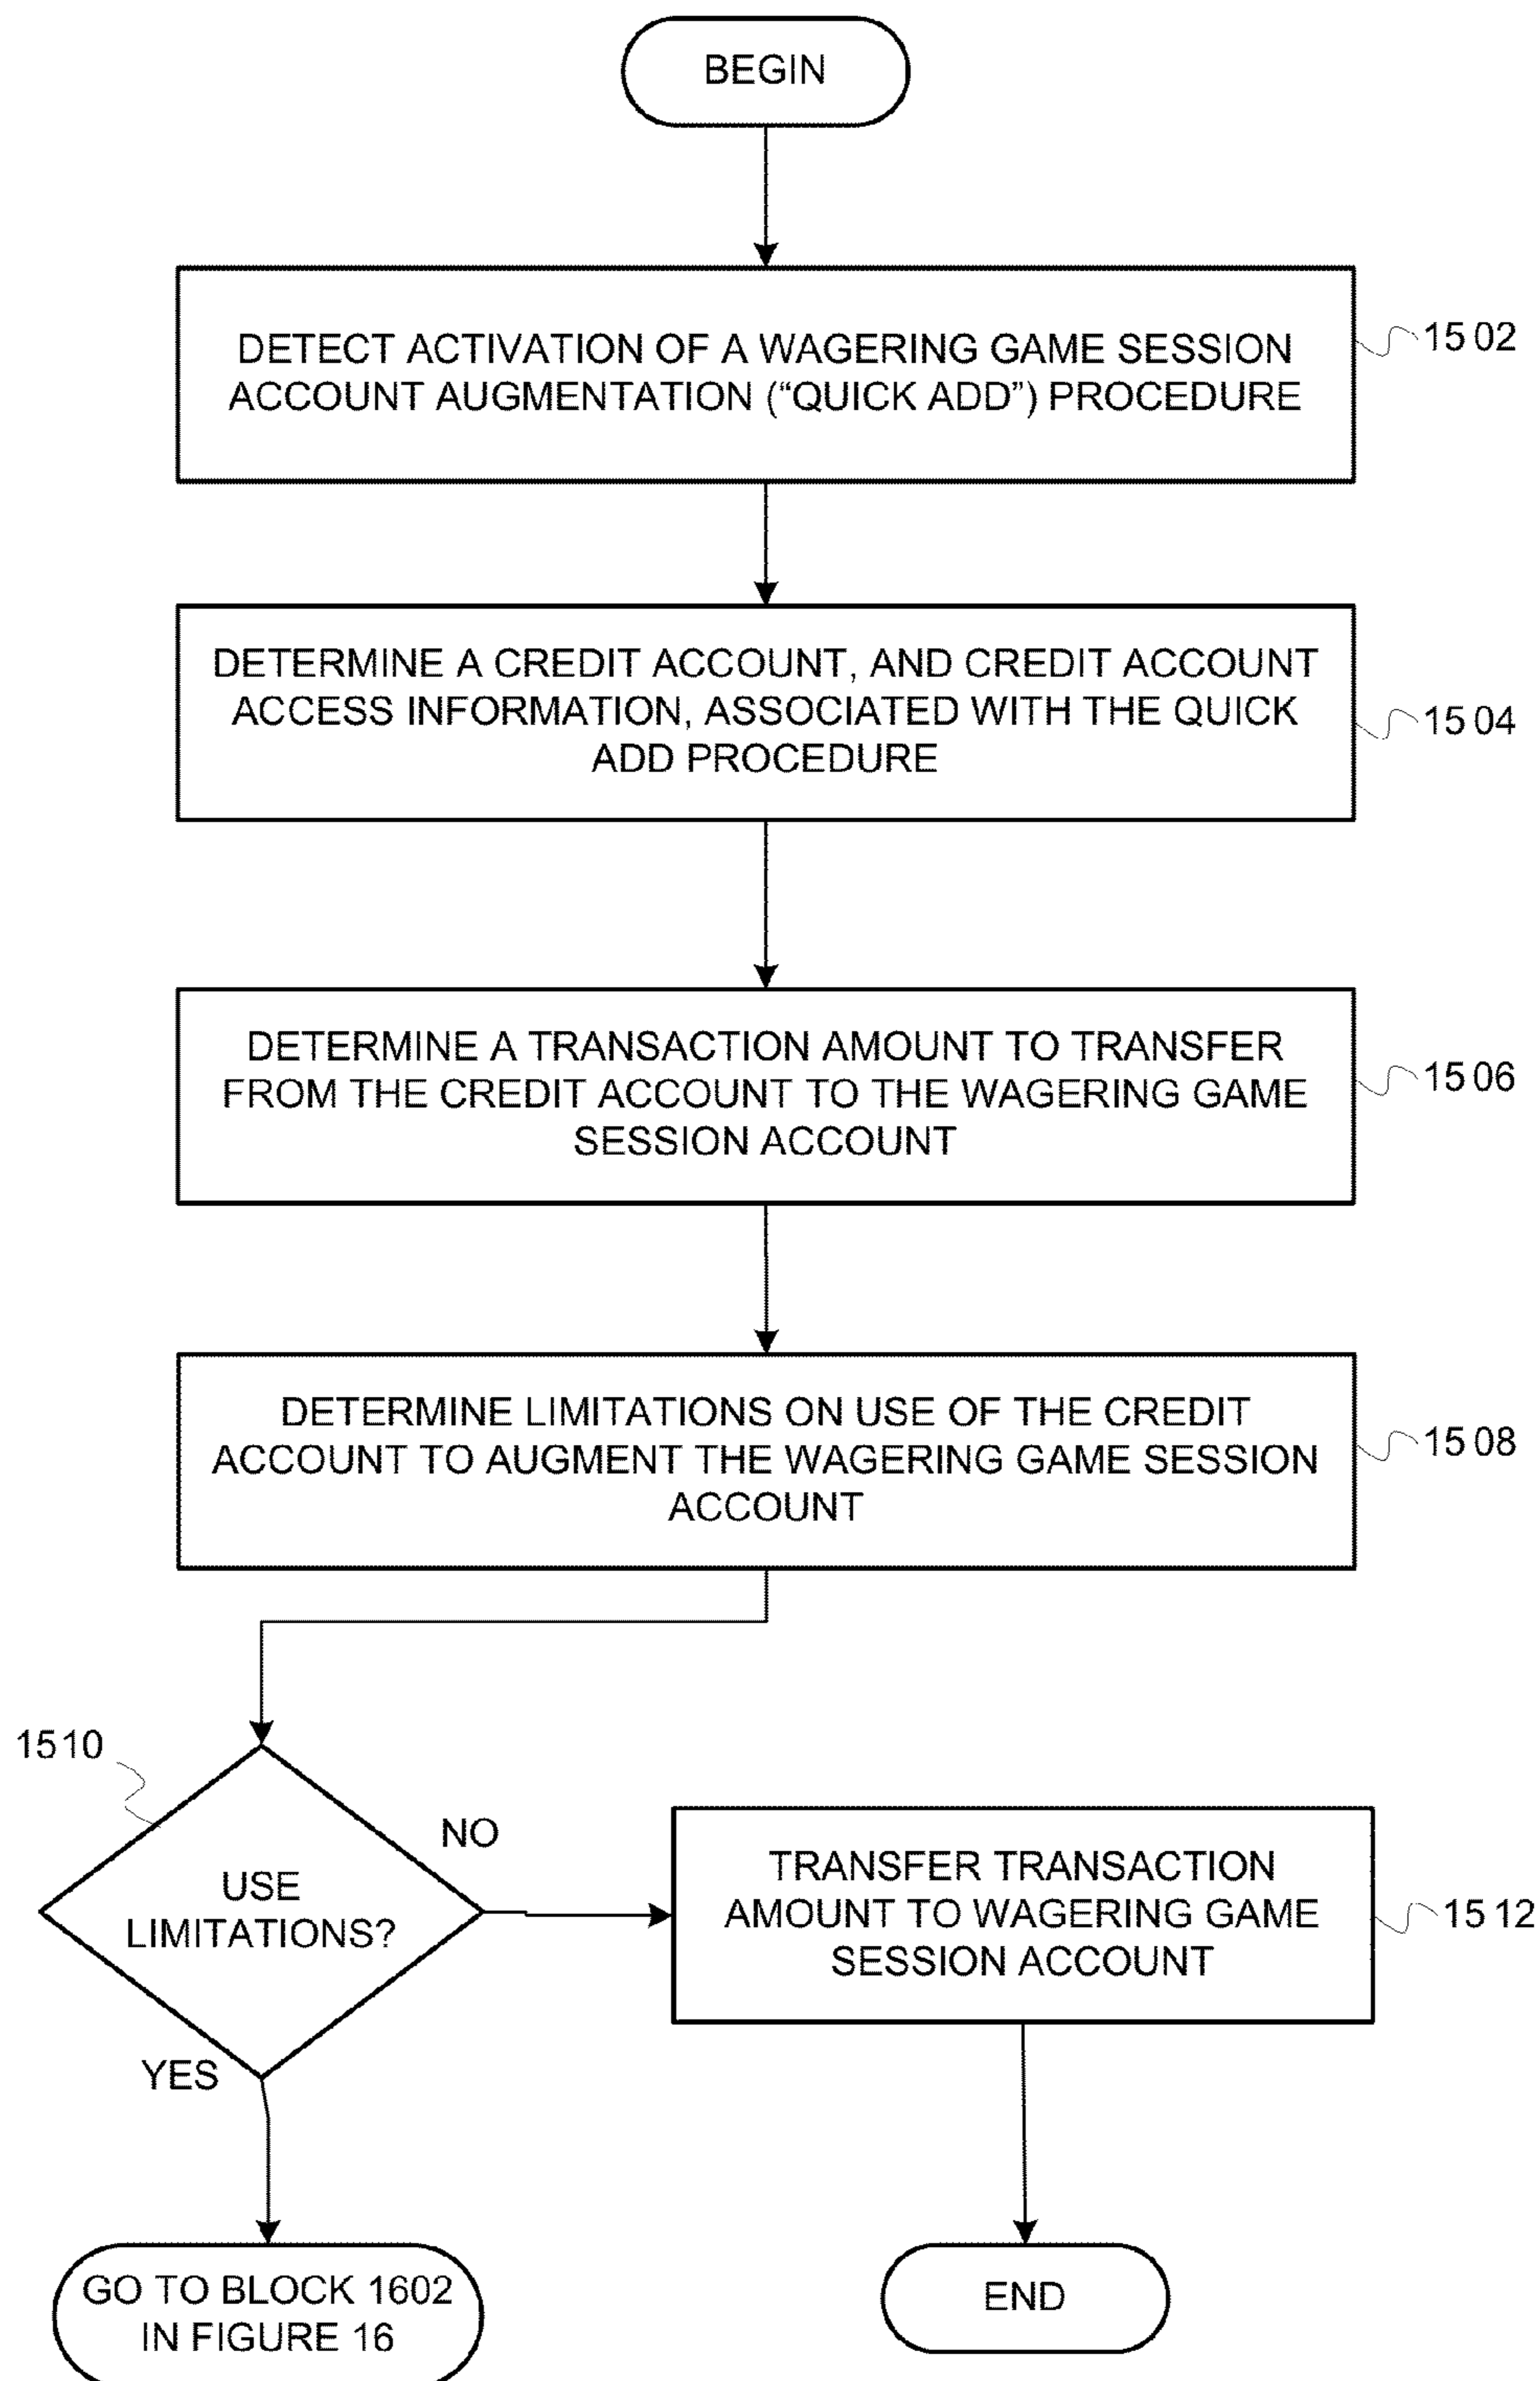 BEGIN
DETECT ACTIVATION OF A WAGERING GAME SESSION
ACCOUNT AUGMENTATION (“QUICK ADD”) PROCEDURE
1502
DETERMINE A CREDIT ACCOUNT, AND CREDIT ACCOUNT
ACCESS INFORMATION, ASSOCIATED WITH THE QUICK
ADD PROCEDURE
1504
DETERMINE A TRANSACTION AMOUNT TO TRANSFER
FROM THE CREDIT ACCOUNT TO THE WAGERING GAME
SESSION ACCOUNT
1506
DETERMINE LIMITATIONS ON USE OF THE CREDIT
ACCOUNT TO AUGMENT THE WAGERING GAME SESSION
ACCOUNT
1508
1510
USE
LIMITATIONS?
NO
YES
TRANSFER TRANSACTION
AMOUNT TO WAGERING GAME
SESSION ACCOUNT
1512
GO TO BLOCK 1602
IN FIGURE 16
END